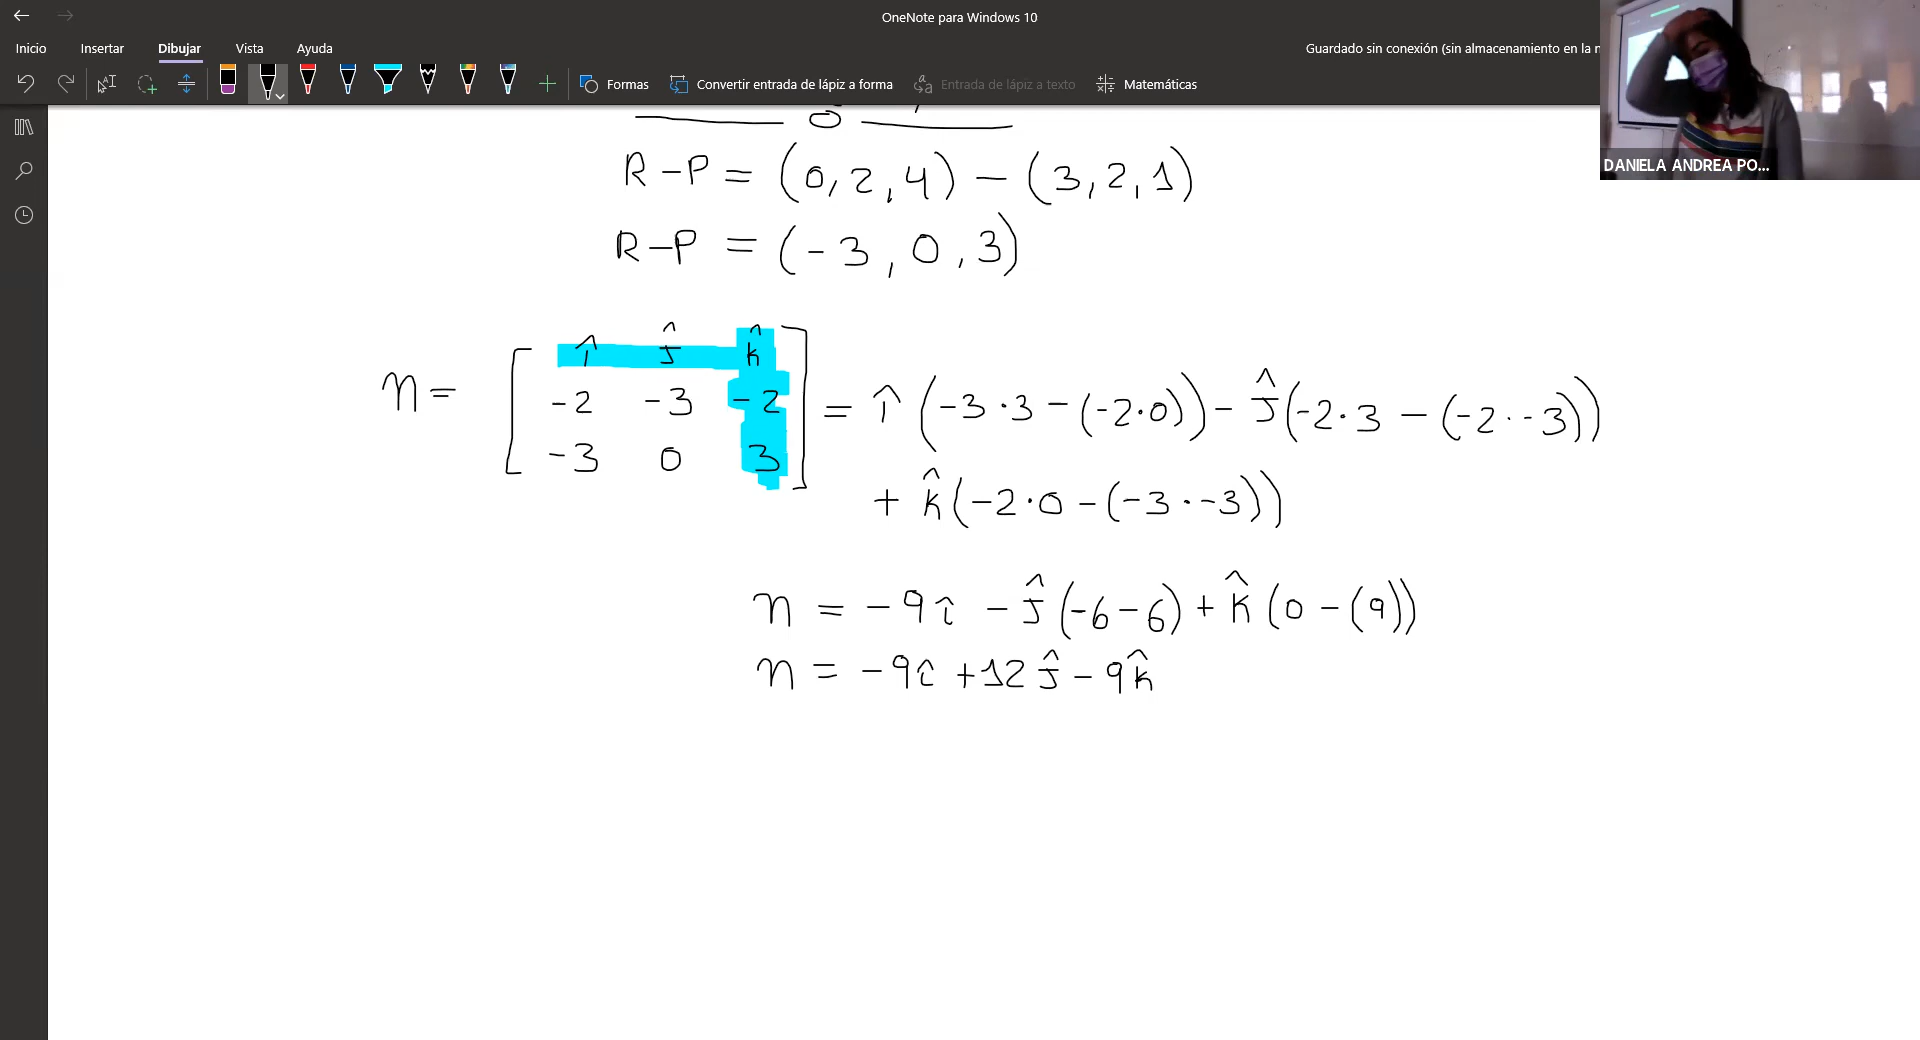 OneNote para Windows 10
Inicio Insertar Dibujar Vista Ayuda
Guardado sin conexión (sin almacenamiento en la n
Formas Convertir entrada de lápiz a forma Entrada de lápiz a texto Matemáticas
DANIELA ANDREA PO...
R-P = (0, 2, 4) - (3, 2, 1)
R-P = (-3, 0, 3)
î ĵ k̂
n = -2 -3 -2 = î(-3·3-(-2·0)) - ĵ(-2·3-(-2·-3))
-3 0 3
+ k̂(-2·0-(-3·-3))
n = -9î - ĵ(-6-6) + k̂(0-(9))
n = -9î + 12ĵ - 9k̂